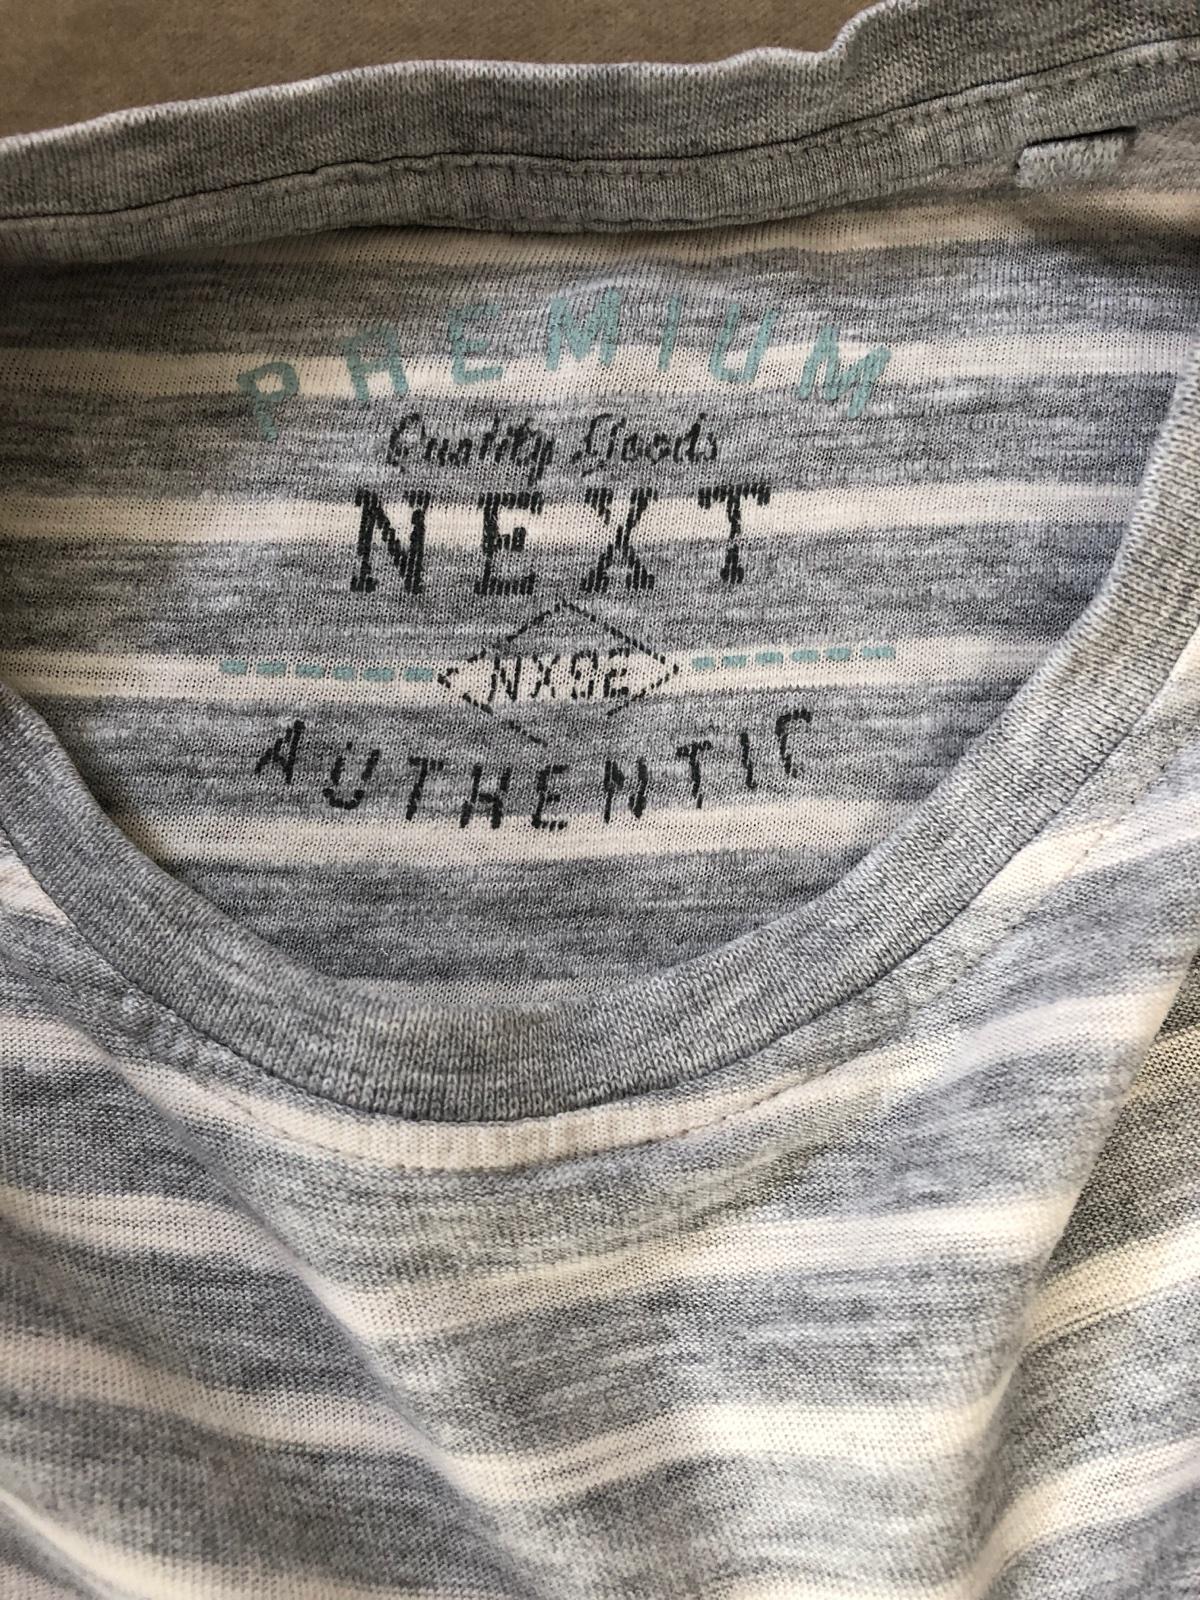 PREMIUM
Quality Goods
NEXT
NX82
AUTHENTIC